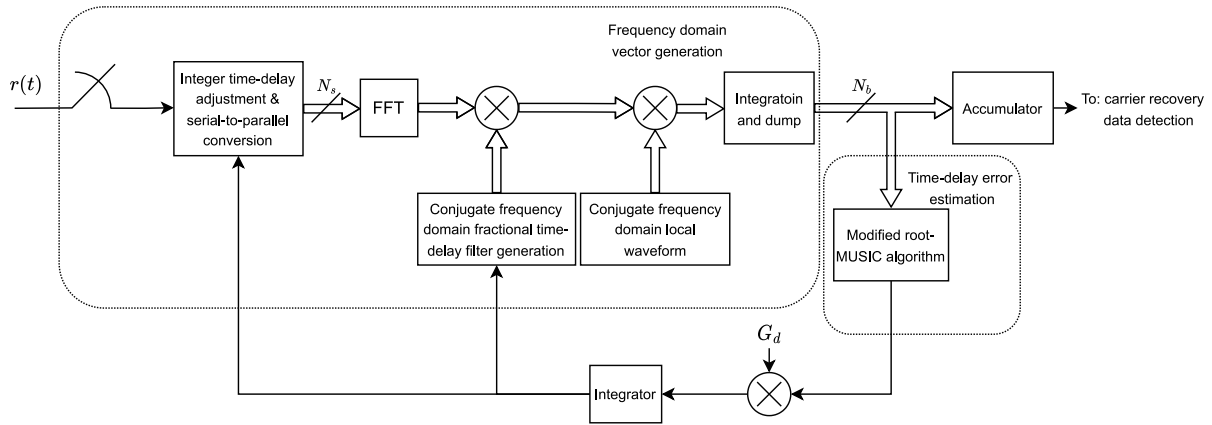 Frequency domain
vector generation
r(t)
Integer time-delay
adjustment &
serial-to-parallel
conversion
N_s
FFT
Integratoin
and dump
N_b
Accumulator
To: carrier recovery
data detection
Conjugate frequency
domain fractional time-
delay filter generation
Conjugate frequency
domain local
waveform
Time-delay error
estimation
Modified root-
MUSIC algorithm
G_d
Integrator